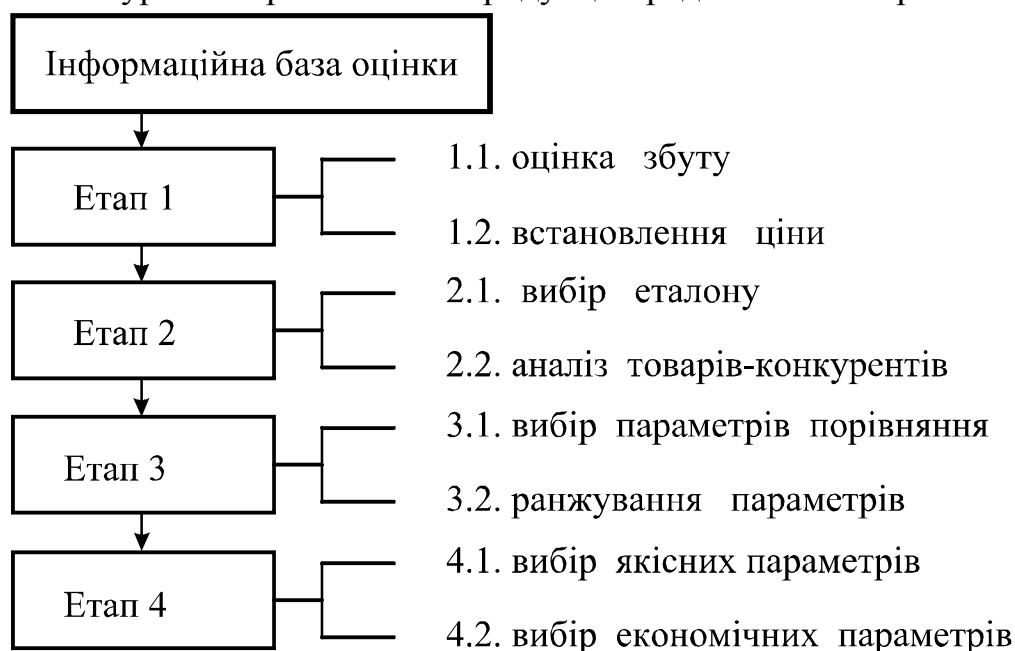 Інформаційна база оцінки
Етап 1
1.1. оцінка збуту
1.2. встановлення ціни
Етап 2
2.1. вибір еталону
2.2. аналіз товарів-конкурентів
Етап 3
3.1. вибір параметрів порівняння
3.2. ранжування параметрів
Етап 4
4.1. вибір якісних параметрів
4.2. вибір економічних параметрів